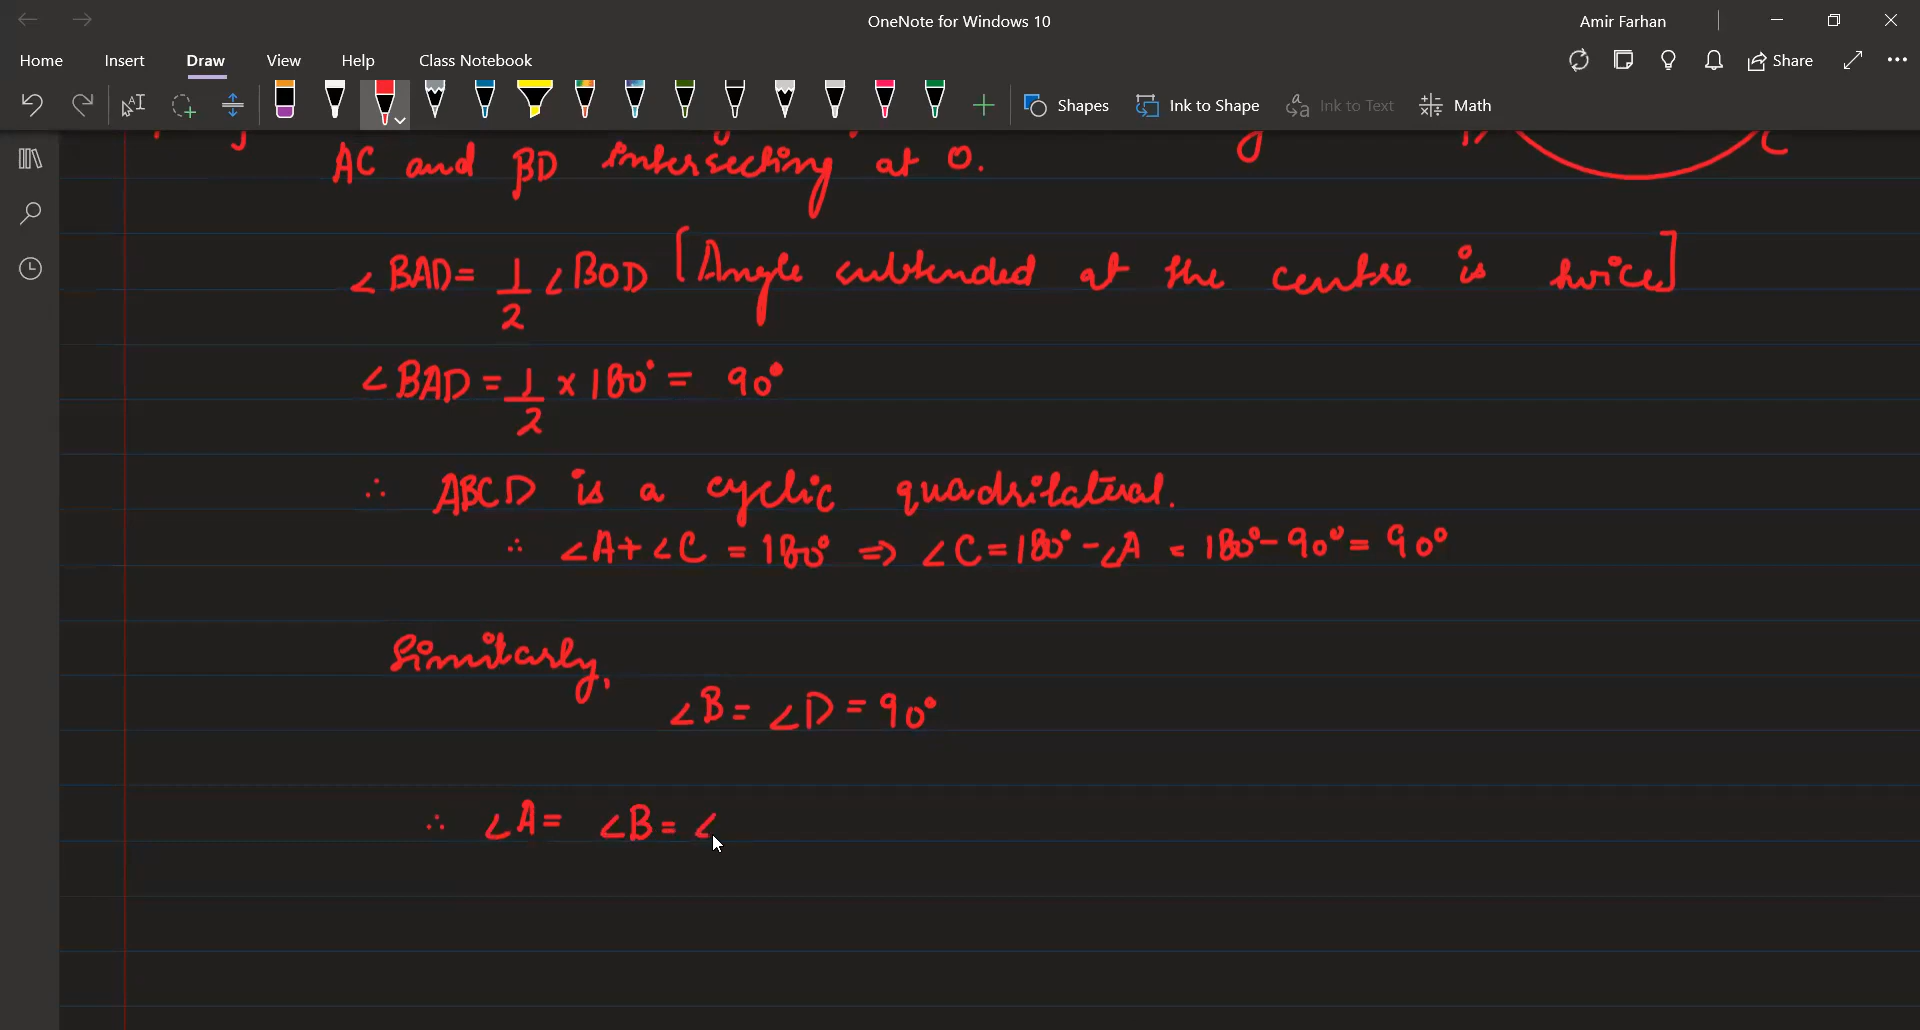 OneNote for Windows 10
Amir Farhan
Home Insert Draw View Help Class Notebook
Share
Shapes Ink to Shape Ink to Text Math
AC and BD intersecting at O.
∠BAD = 1/2 ∠BOD [Angle subtended at the centre is twice]
∠BAD = 1/2 × 180° = 90°
∴ ABCD is a cyclic quadrilateral.
∴ ∠A + ∠C = 180° ⇒ ∠C = 180° - ∠A = 180° - 90° = 90°
Similarly,
∠B = ∠D = 90°
∴ ∠A = ∠B = ∠